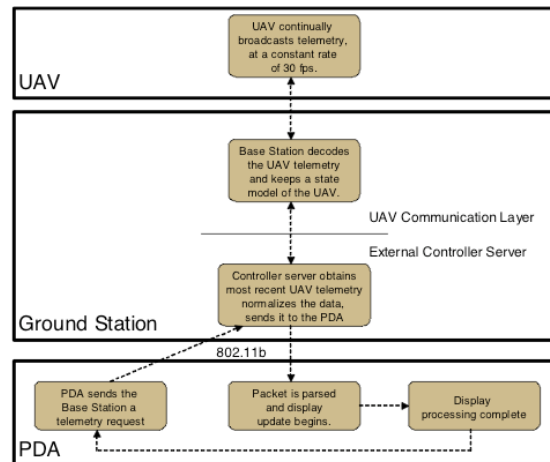 UAV continually
broadcasts telemetry,
at a constant rate
of 30 fps.
UAV
Base Station decodes
the UAV telemetry
and keeps a state
model of the UAV.
UAV Communication Layer
External Controller Server
Controller server obtains
most recent UAV telemetry
normalizes the data,
sends it to the PDA
Ground Station
802.11b
PDA sends the
Base Station a
telemetry request
Packet is parsed
and display
update begins.
Display
processing complete
PDA